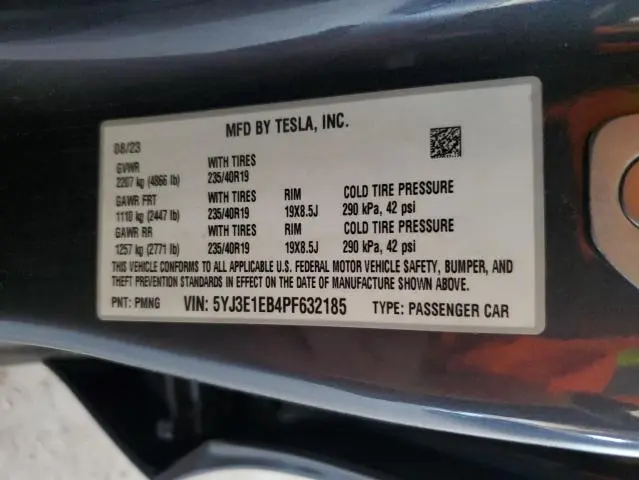 MFD BY TESLA, INC.
08/23
GVWR WITH TIRES
2207 kg (4866 lb) 235/40R19
GAWR FRT WITH TIRES RIM COLD TIRE PRESSURE
1110 kg (2447 lb) 235/40R19 19X8.5J 290 kPa, 42 psi
GAWR RR WITH TIRES RIM COLD TIRE PRESSURE
1257 kg (2771 lb) 235/40R19 19X8.5J 290 kPa, 42 psi
THIS VEHICLE CONFORMS TO ALL APPLICABLE U.S. FEDERAL MOTOR VEHICLE SAFETY, BUMPER, AND
THEFT PREVENTION STANDARDS IN EFFECT ON THE DATE OF MANUFACTURE SHOWN ABOVE.
PNT: PMNG VIN: 5YJ3E1EB4PF632185 TYPE: PASSENGER CAR